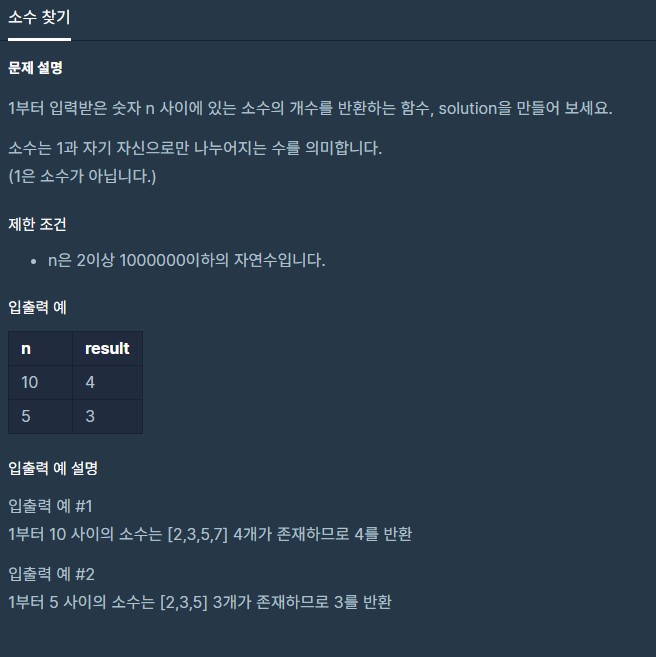 소수 찾기
문제 설명
1부터 입력받은 숫자 n 사이에 있는 소수의 개수를 반환하는 함수, solution을 만들어 보세요.
소수는 1과 자기 자신으로만 나누어지는 수를 의미합니다.
(1은 소수가 아닙니다.)
제한 조건
• n은 2이상 1000000이하의 자연수입니다.
입출력 예
n result
10 4
5 3
입출력 예 설명
입출력 예 #1
1부터 10 사이의 소수는 [2,3,5,7] 4개가 존재하므로 4를 반환
입출력 예 #2
1부터 5 사이의 소수는 [2,3,5] 3개가 존재하므로 3를 반환